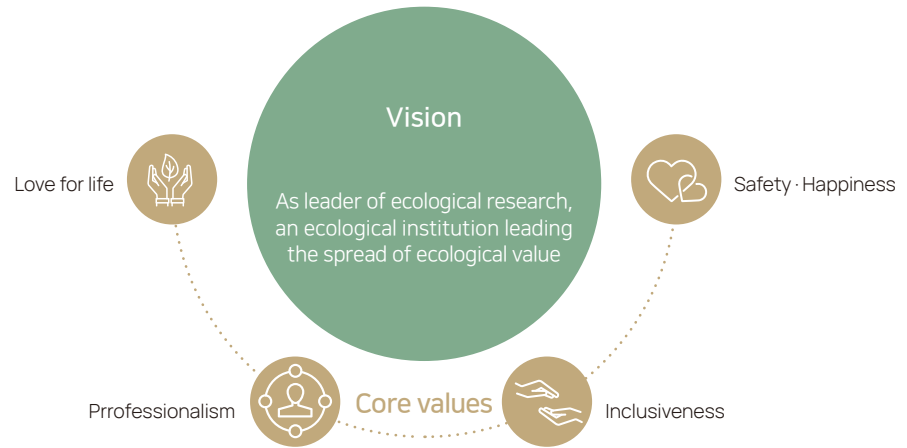 Vision
As leader of ecological research,
an ecological institution leading
the spread of ecological value
Love for life
Safety · Happiness
Prrofessionalism
Core values
Inclusiveness